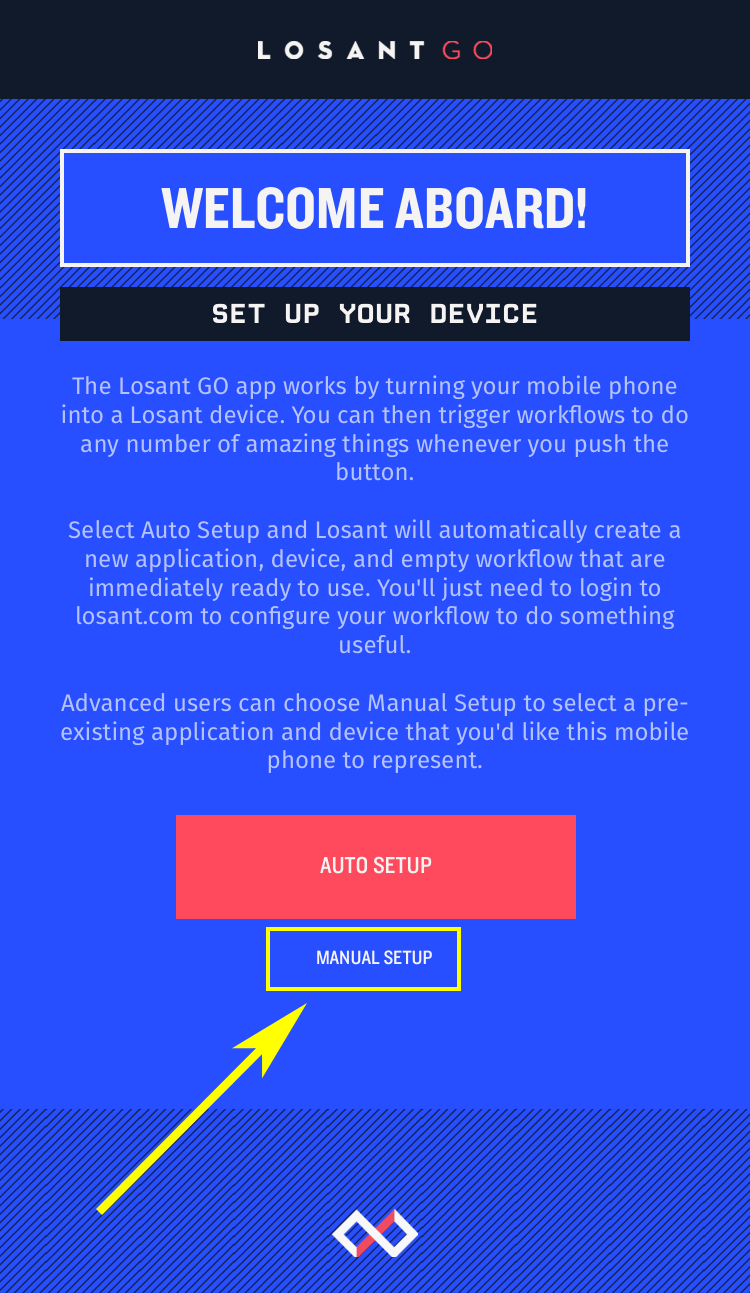 LOSANT GO
WELCOME ABOARD!
SET UP YOUR DEVICE
The Losant GO app works by turning your mobile phone
into a Losant device. You can then trigger workflows to do
any number of amazing things whenever you push the
button.
Select Auto Setup and Losant will automatically create a
new application, device, and empty workflow that are
immediately ready to use. You'll just need to login to
losant.com to configure your workflow to do something
useful.
Advanced users can choose Manual Setup to select a pre-
existing application and device that you'd like this mobile
phone to represent.
AUTO SETUP
MANUAL SETUP